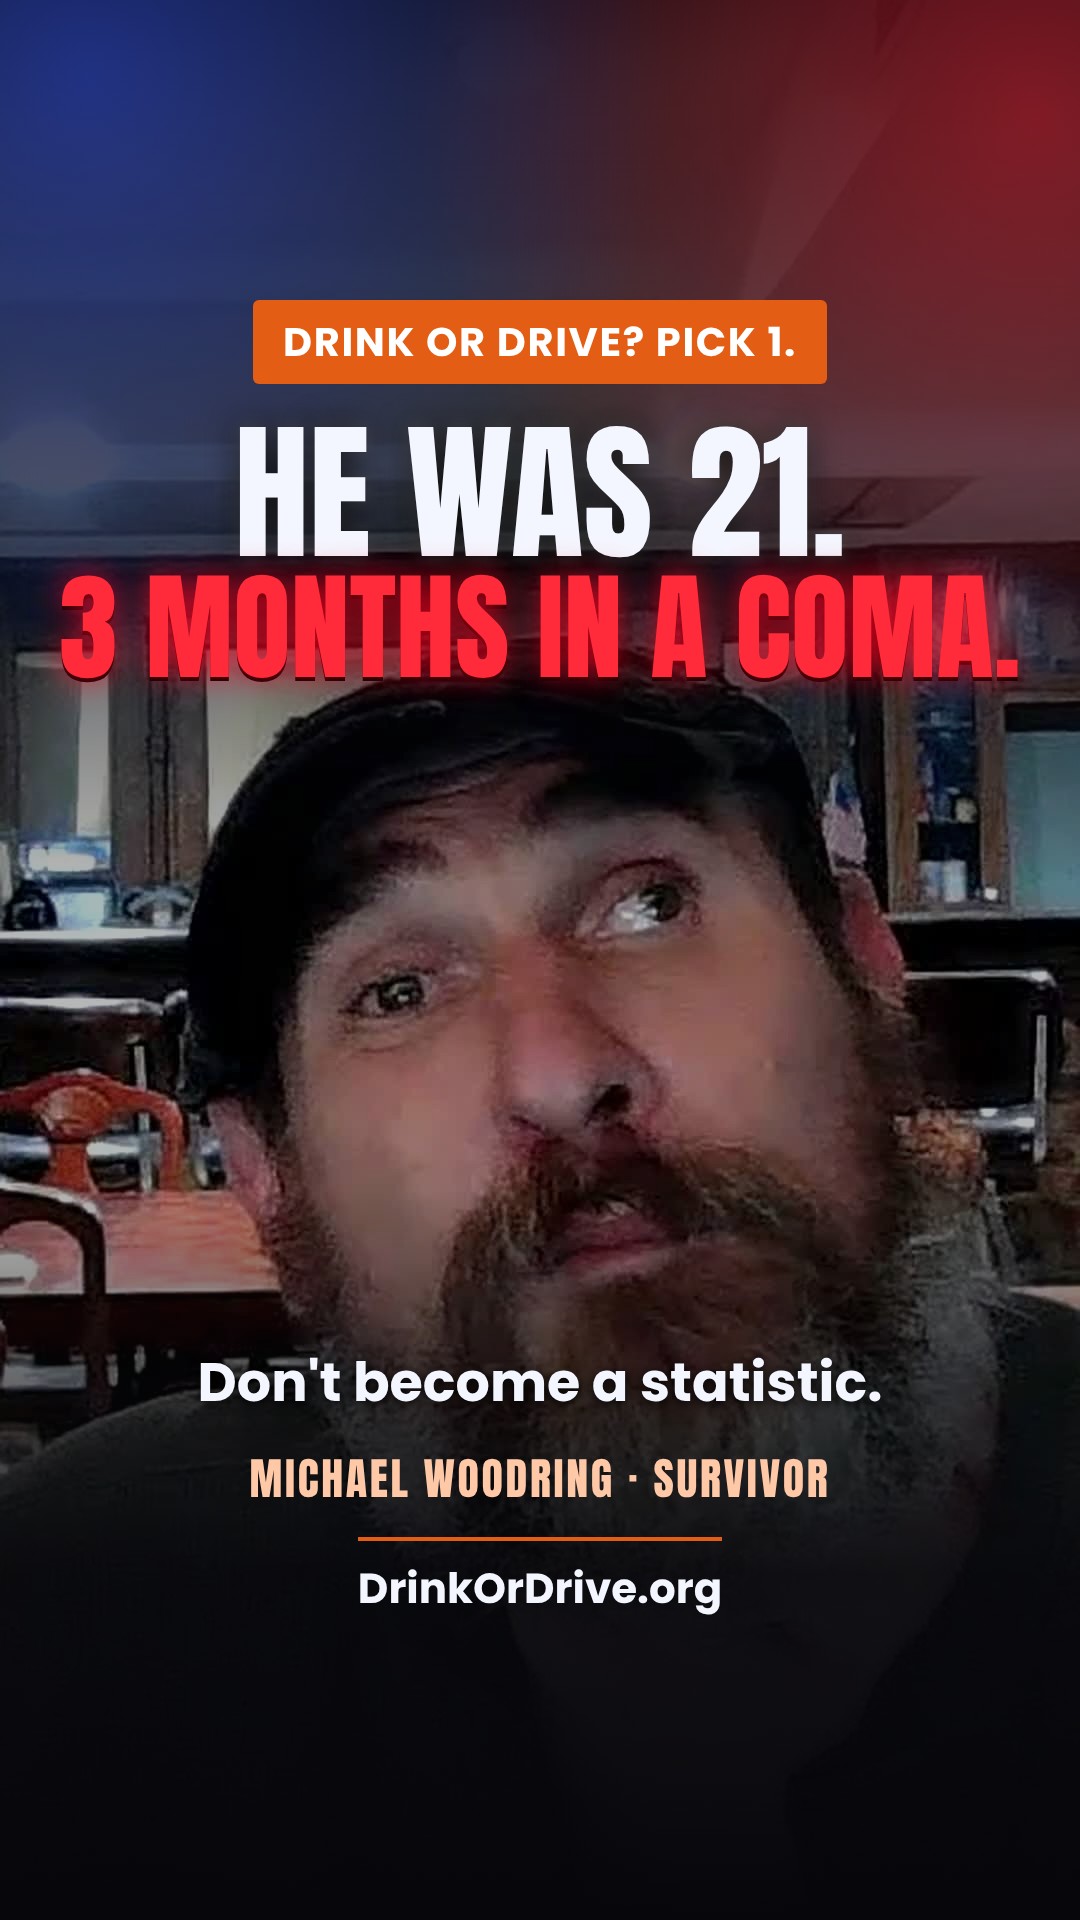 DRINK OR DRIVE? PICK 1.
HE WAS 21.
3 MONTHS IN A COMA.
Don't become a statistic.
MICHAEL WOODRING · SURVIVOR
DrinkOrDrive.org